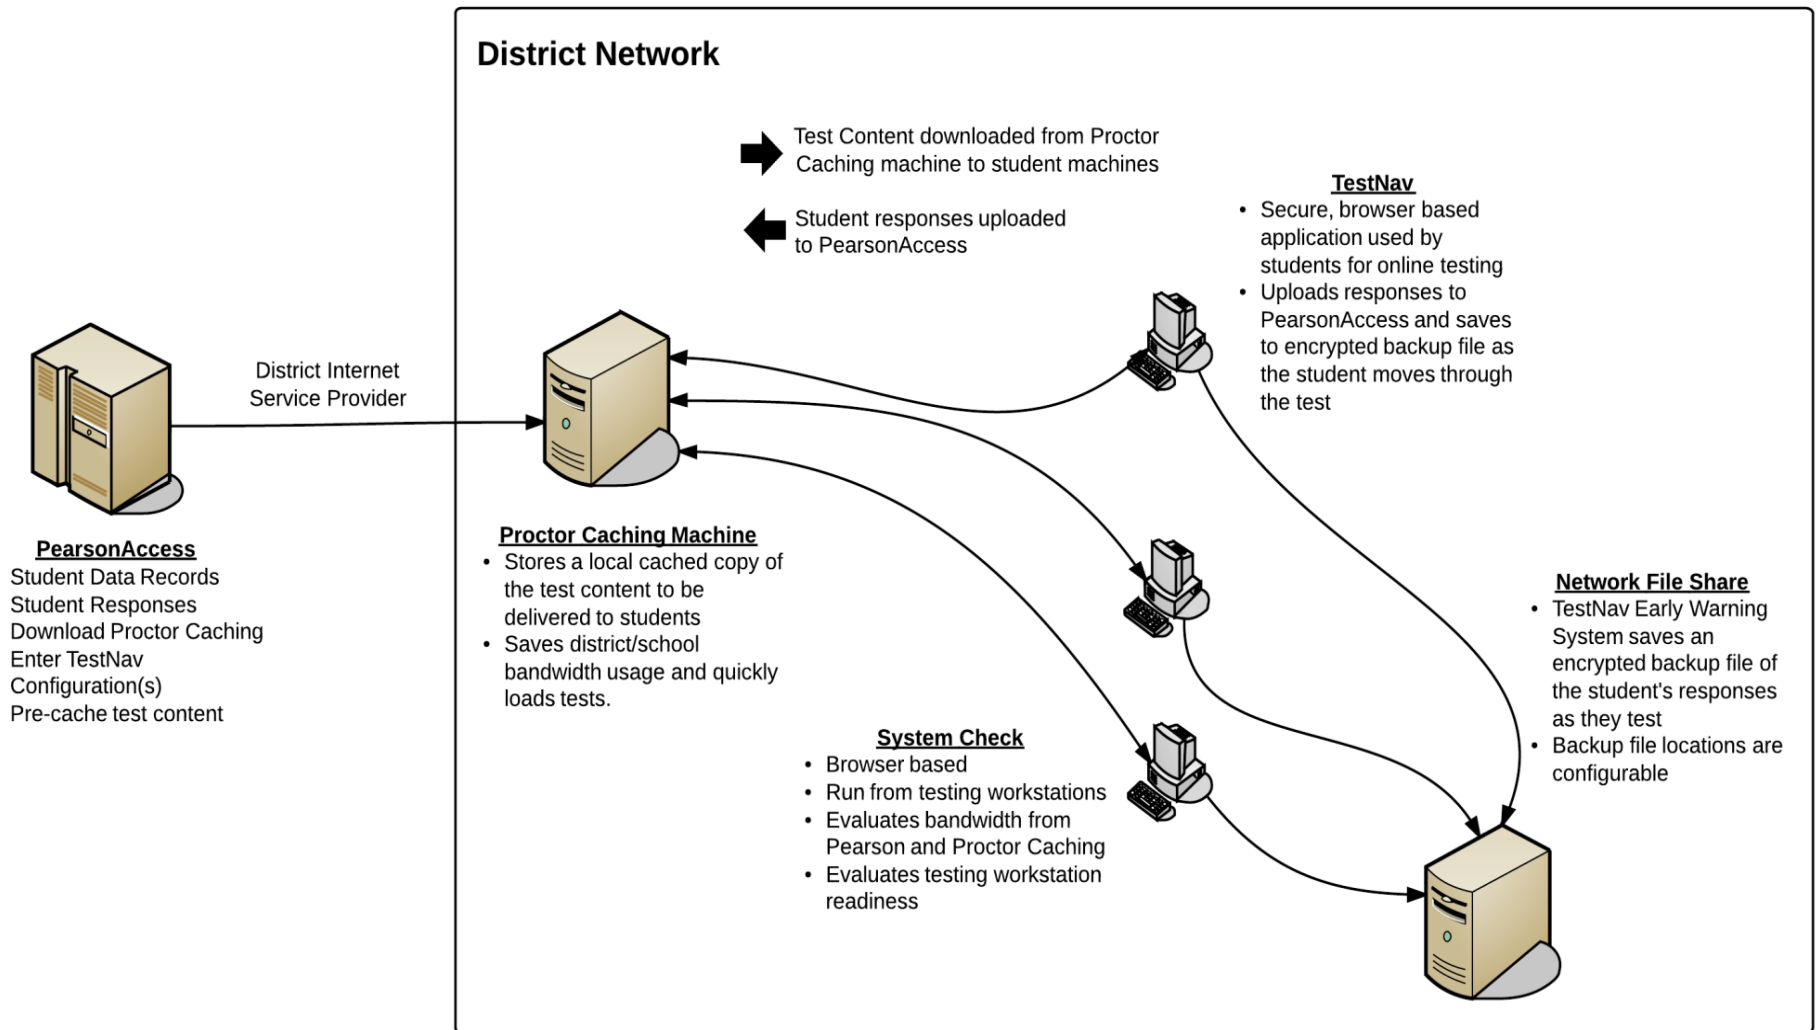 District Network
Test Content downloaded from Proctor
Caching machine to student machines
Student responses uploaded
to PearsonAccess
TestNav
• Secure, browser based
application used by
students for online testing
• Uploads responses to
PearsonAccess and saves
to encrypted backup file as
the student moves through
the test
District Internet
Service Provider
PearsonAccess
Student Data Records
Student Responses
Download Proctor Caching
Enter TestNav
Configuration(s)
Pre-cache test content
Proctor Caching Machine
• Stores a local cached copy of
the test content to be
delivered to students
• Saves district/school
bandwidth usage and quickly
loads tests.
System Check
• Browser based
• Run from testing workstations
• Evaluates bandwidth from
Pearson and Proctor Caching
• Evaluates testing workstation
readiness
Network File Share
• TestNav Early Warning
System saves an
encrypted backup file of
the student's responses
as they test
• Backup file locations are
configurable